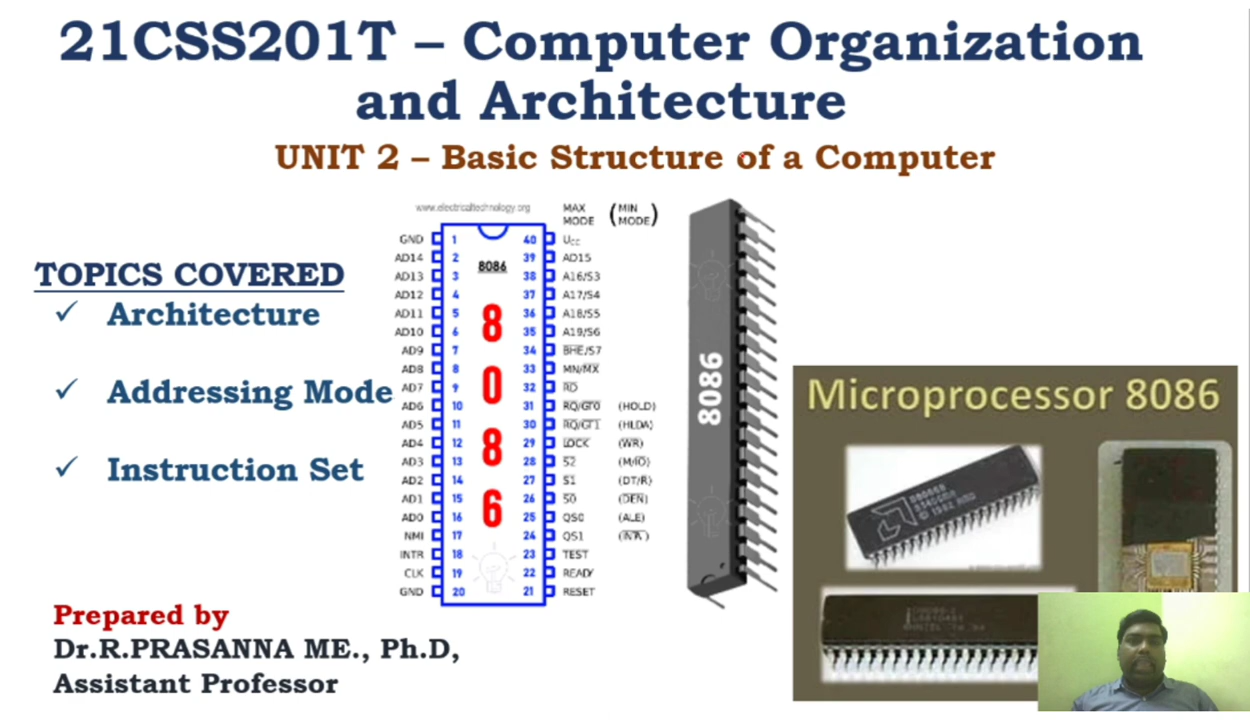 21CSS201T – Computer Organization
and Architecture
UNIT 2 – Basic Structure of a Computer
TOPICS COVERED
✓ Architecture
✓ Addressing Mode
✓ Instruction Set
Prepared by
Dr.R.PRASANNA ME., Ph.D,
Assistant Professor
www.electricaltechnology.org
MAX MODE (MIN MODE)
8086
8
0
8
6
GND 1 40 Ucc
AD14 2 39 AD15
AD13 3 38 A16/S3
AD12 4 37 A17/S4
AD11 5 36 A18/S5
AD10 6 35 A19/S6
AD9 7 34 BHE/S7
AD8 8 33 MN/MX
AD7 9 32 RD
AD6 10 31 RQ/GT0 (HOLD)
AD5 11 30 RQ/GT1 (HLDA)
AD4 12 29 LOCK (WR)
AD3 13 28 S2 (M/IO)
AD2 14 27 S1 (DT/R)
AD1 15 26 S0 (DEN)
AD0 16 25 QS0 (ALE)
NMI 17 24 QS1 (INTA)
INTR 18 23 TEST
CLK 19 22 READY
GND 20 21 RESET
8086
Microprocessor 8086